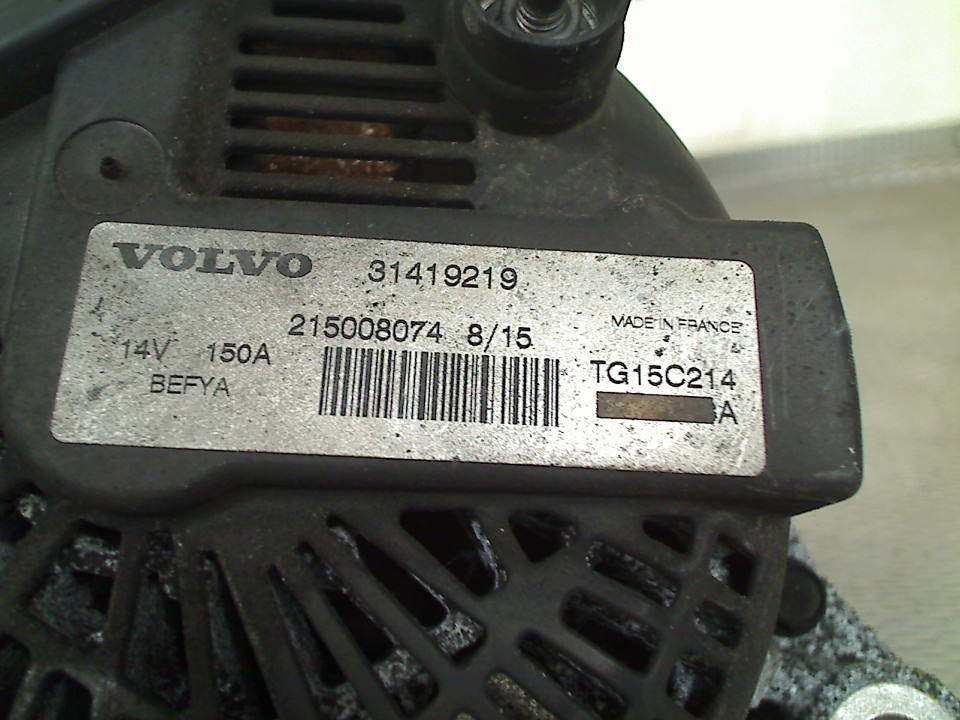 VOLVO 31419219
215008074 8/15 MADE IN FRANCE
14V 150A TG15C214
BEFYA A